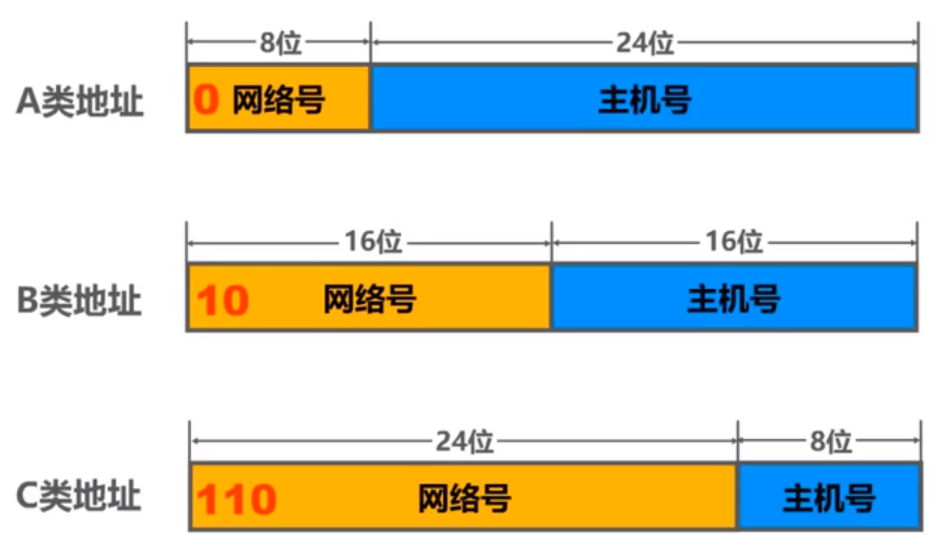 8位 24位
A类地址 0 网络号 主机号
16位 16位
B类地址 10 网络号 主机号
24位 8位
C类地址 110 网络号 主机号